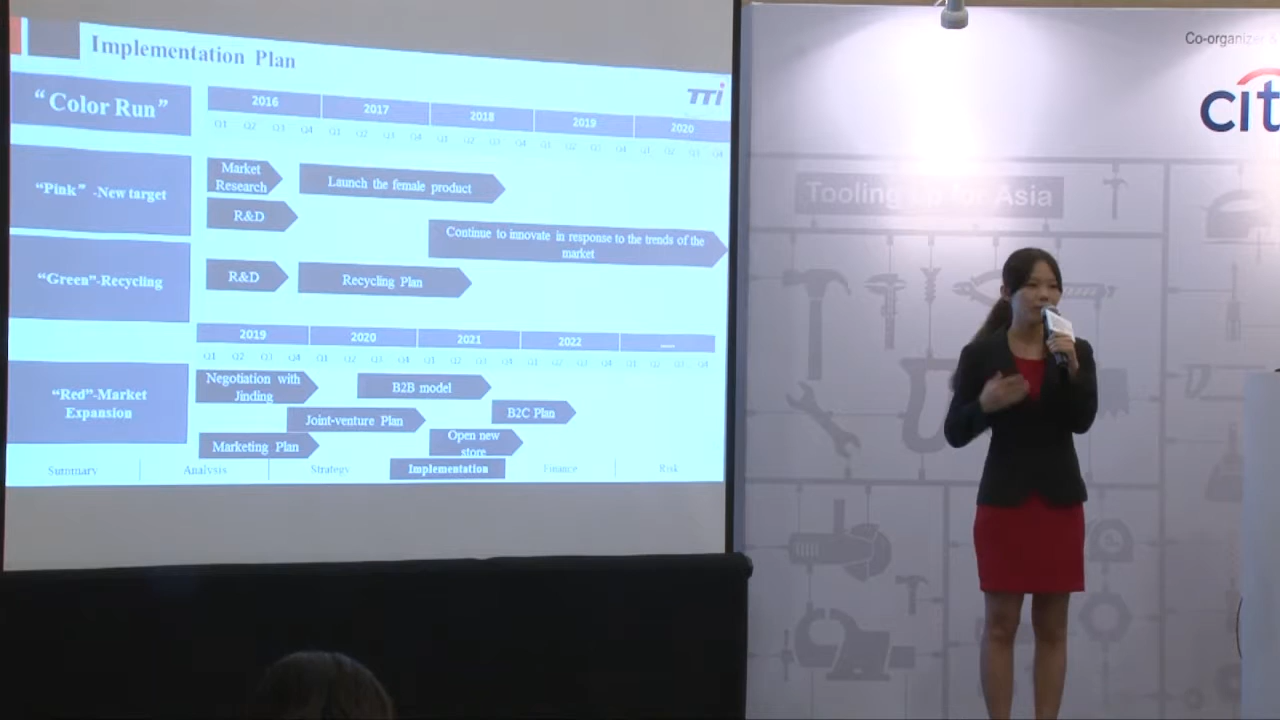 Implementation Plan
TTi
“Color Run”
2016 2017 2018 2019 2020
Q1 Q2 Q3 Q4 Q1 Q2 Q3 Q4 Q1 Q2 Q3 Q4 Q1 Q2 Q3 Q4 Q1 Q2 Q3 Q4
“Pink”-New target
Market
Research
Launch the female product
R&D
Continue to innovate in response to the trends of the
market
“Green”-Recycling
R&D
Recycling Plan
2019 2020 2021 2022
Q1 Q2 Q3 Q4 Q1 Q2 Q3 Q4 Q1 Q2 Q3 Q4 Q1 Q2 Q3 Q4 Q1 Q2 Q3 Q4
“Red”-Market
Expansion
Negotiation with
Jinding
B2B model
Joint-venture Plan
B2C Plan
Marketing Plan
Open new
store
Summary Analysis Strategy Implementation Finance Risk
Co-organizer &
cit
Tooling up for Asia